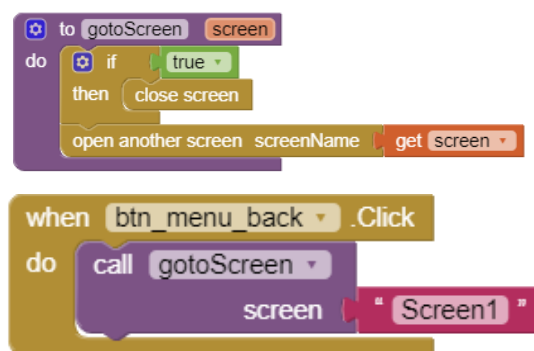 to gotoScreen screen
do if true
then close screen
open another screen screenName get screen
when btn_menu_back .Click
do call gotoScreen
screen “ Screen1 ”